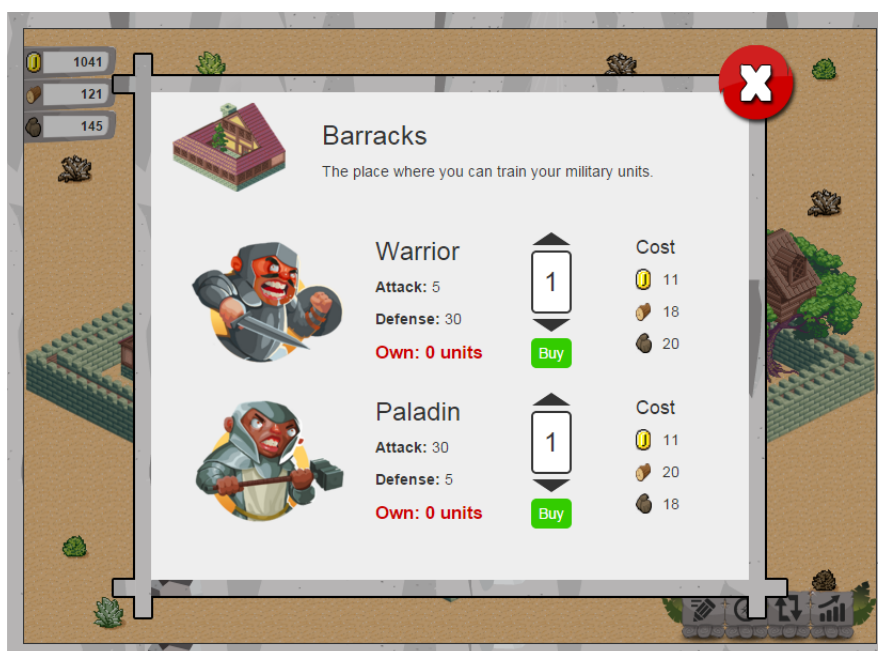 1041
121
145
X
Barracks
The place where you can train your military units.
Warrior
Attack: 5
Defense: 30
Own: 0 units
1
Buy
Cost
11
18
20
Paladin
Attack: 30
Defense: 5
Own: 0 units
1
Buy
Cost
11
20
18